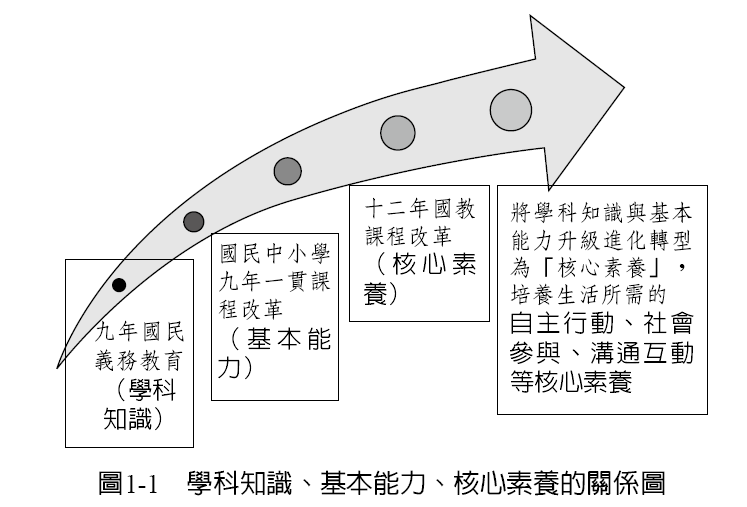 九年國民
義務教育
（學科
知識）
國民中小學
九年一貫課
程改革
（基本能
力）
十二年國教
課程改革
（核心素
養）
將學科知識與基本
能力升級進化轉型
為「核心素養」，
培養生活所需的
自主行動、社會
參與、溝通互動
等核心素養
圖1-1　學科知識、基本能力、核心素養的關係圖